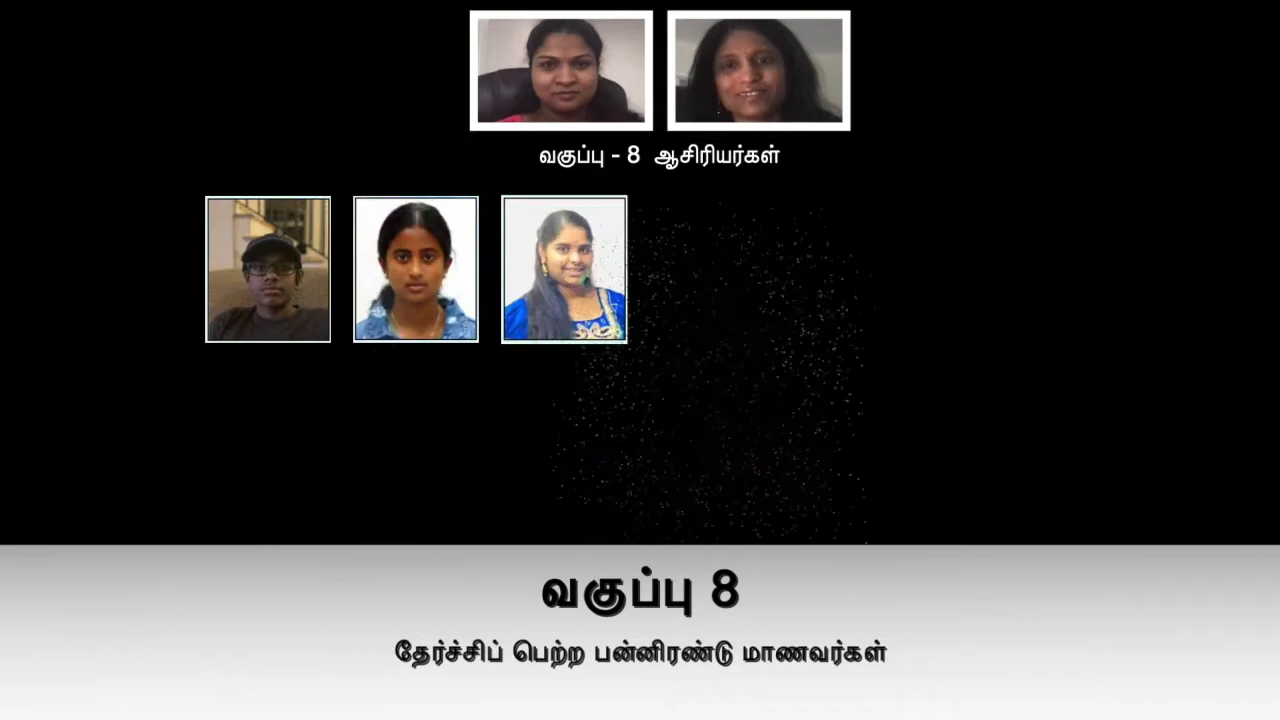 வகுப்பு - 8 ஆசிரியர்கள்
வகுப்பு 8
தேர்ச்சிப் பெற்ற பன்னிரண்டு மாணவர்கள்